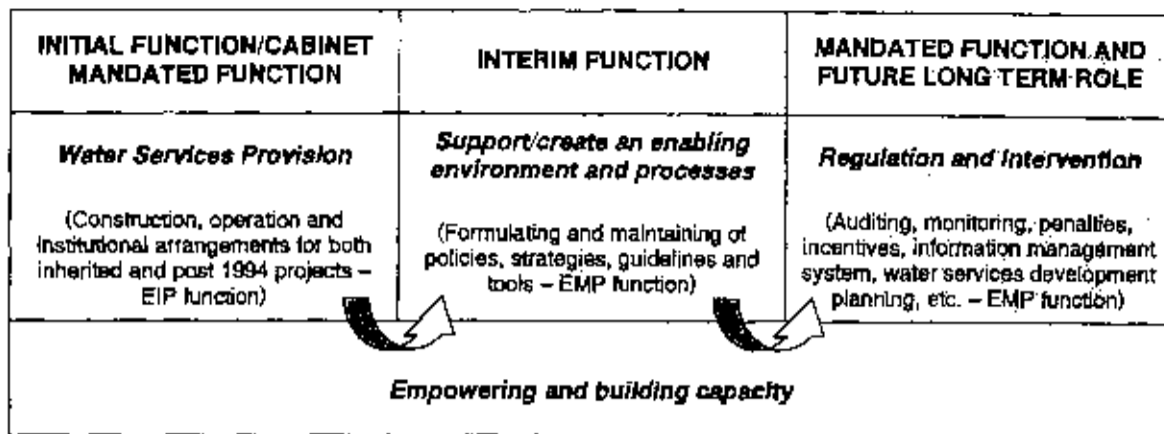 INITIAL FUNCTION/CABINET
MANDATED FUNCTION
INTERIM FUNCTION
MANDATED FUNCTION AND
FUTURE LONG TERM ROLE
Water Services Provision
(Construction, operation and
institutional arrangements for both
inherited and post 1994 projects –
EIP function)
Support/create an enabling
environment and processes
(Formulating and maintaining of
policies, strategies, guidelines and
tools – EMP function)
Regulation and Intervention
(Auditing, monitoring, penalties,
incentives, information management
system, water services development
planning, etc. – EMP function)
Empowering and building capacity